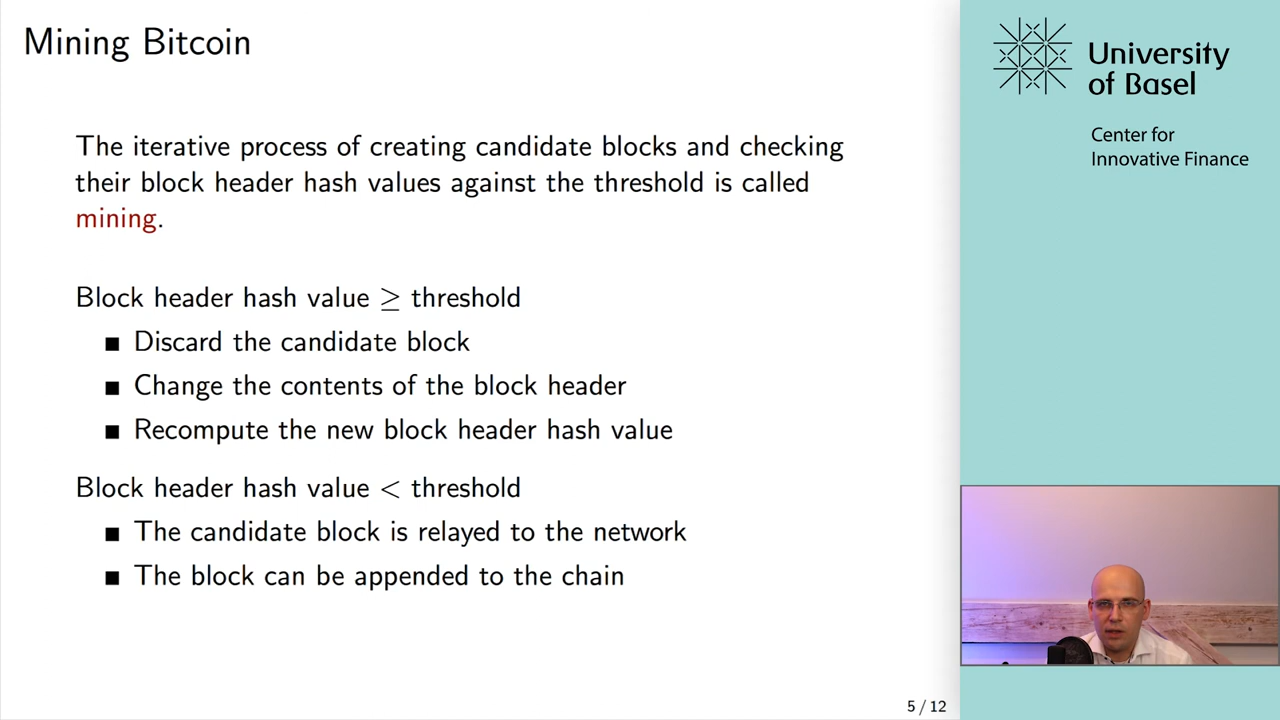 Mining Bitcoin
The iterative process of creating candidate blocks and checking
their block header hash values against the threshold is called
mining.
Block header hash value ≥ threshold
■ Discard the candidate block
■ Change the contents of the block header
■ Recompute the new block header hash value
Block header hash value < threshold
■ The candidate block is relayed to the network
■ The block can be appended to the chain
5 / 12
University
of Basel
Center for
Innovative Finance